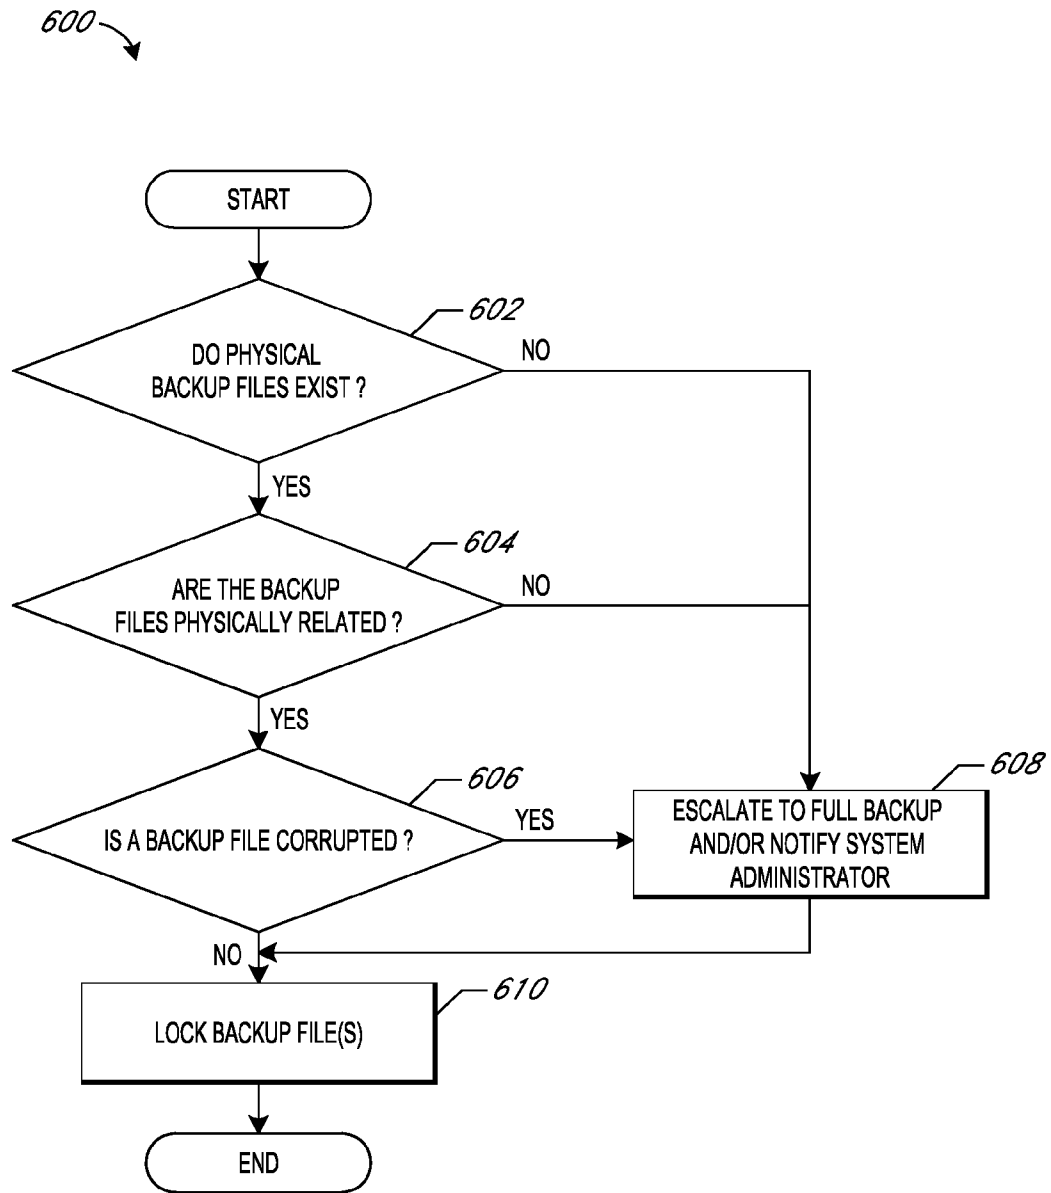 600
START
602
DO PHYSICAL
BACKUP FILES EXIST ?
NO
YES
604
ARE THE BACKUP
FILES PHYSICALLY RELATED ?
NO
YES
606
IS A BACKUP FILE CORRUPTED ?
YES
608
ESCALATE TO FULL BACKUP
AND/OR NOTIFY SYSTEM
ADMINISTRATOR
NO
610
LOCK BACKUP FILE(S)
END